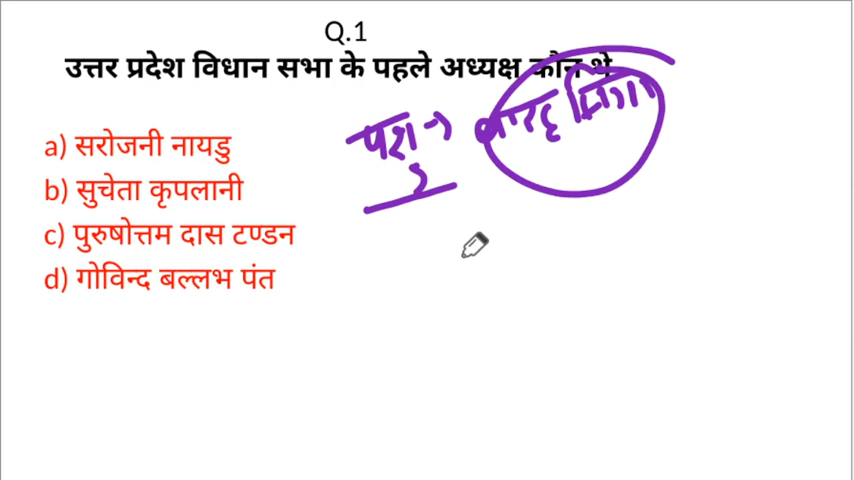 Q.1
उत्तर प्रदेश विधान सभा के पहले अध्यक्ष कौन थे
a) सरोजनी नायडु
b) सुचेता कृपलानी
c) पुरुषोत्तम दास टण्डन
d) गोविन्द बल्लभ पंत